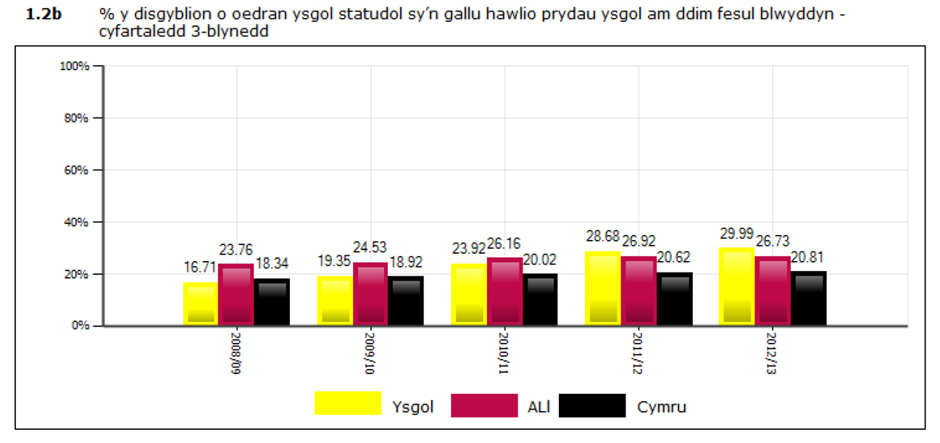 1.2b % y disgyblion o oedran ysgol statudol sy'n gallu hawlio prydau ysgol am ddim fesul blwyddyn -
cyfartaledd 3-blynedd
100%
80%
60%
40%
20%
0%
16.71 23.76 18.34
19.35 24.53 18.92
23.92 26.16 20.02
28.68 26.92 20.62
29.99 26.73 20.81
2008/09 2009/10 2010/11 2011/12 2012/13
Ysgol ALl Cymru